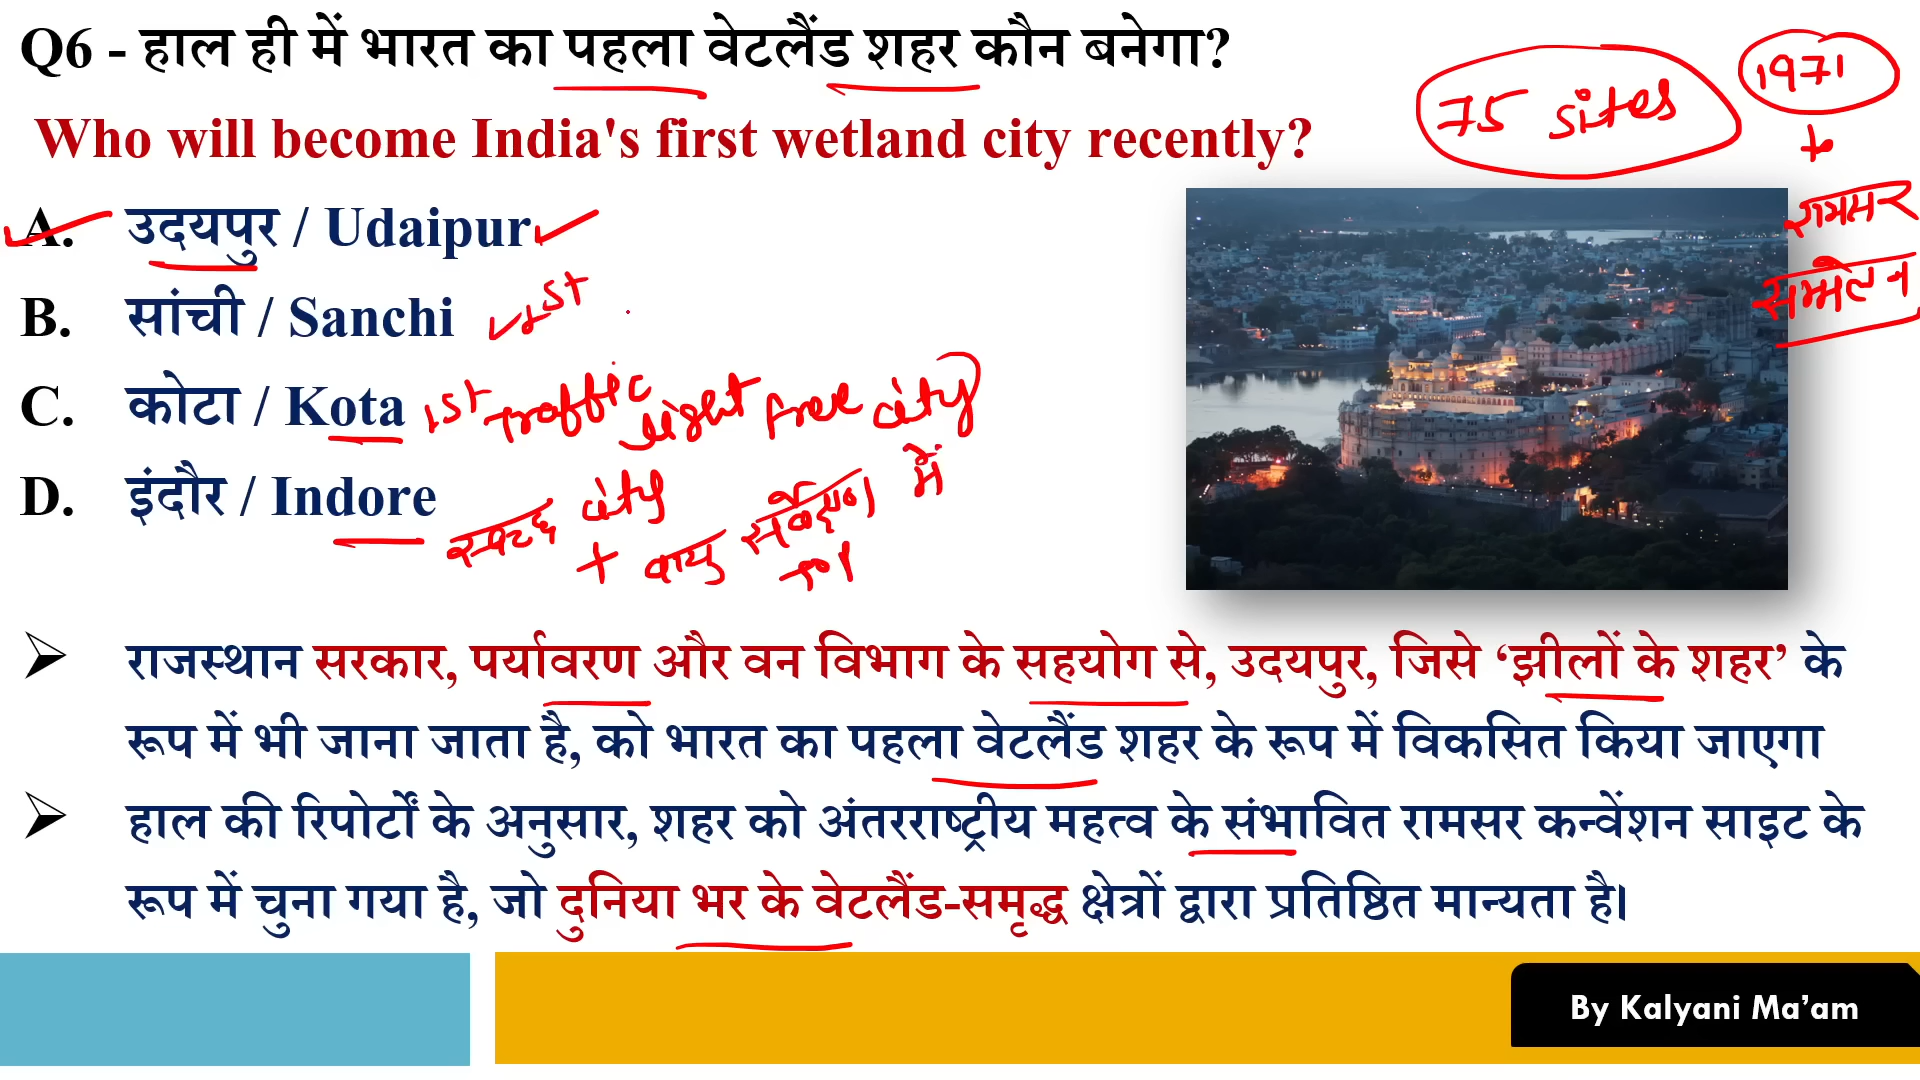 Q6 - हाल ही में भारत का पहला वेटलैंड शहर कौन बनेगा?
Who will become India's first wetland city recently?
75 sites
1971
रामसर
सम्मेलन
A. उदयपुर / Udaipur
B. सांची / Sanchi
1st
C. कोटा / Kota 1st traffic light free city
D. इंदौर / Indore
स्वच्छ city
+ वायु सर्वेक्षण में
राजस्थान सरकार, पर्यावरण और वन विभाग के सहयोग से, उदयपुर, जिसे ‘झीलों के शहर’ के
रूप में भी जाना जाता है, को भारत का पहला वेटलैंड शहर के रूप में विकसित किया जाएगा
हाल की रिपोर्टों के अनुसार, शहर को अंतरराष्ट्रीय महत्व के संभावित रामसर कन्वेंशन साइट के
रूप में चुना गया है, जो दुनिया भर के वेटलैंड-समृद्ध क्षेत्रों द्वारा प्रतिष्ठित मान्यता है।
By Kalyani Ma’am